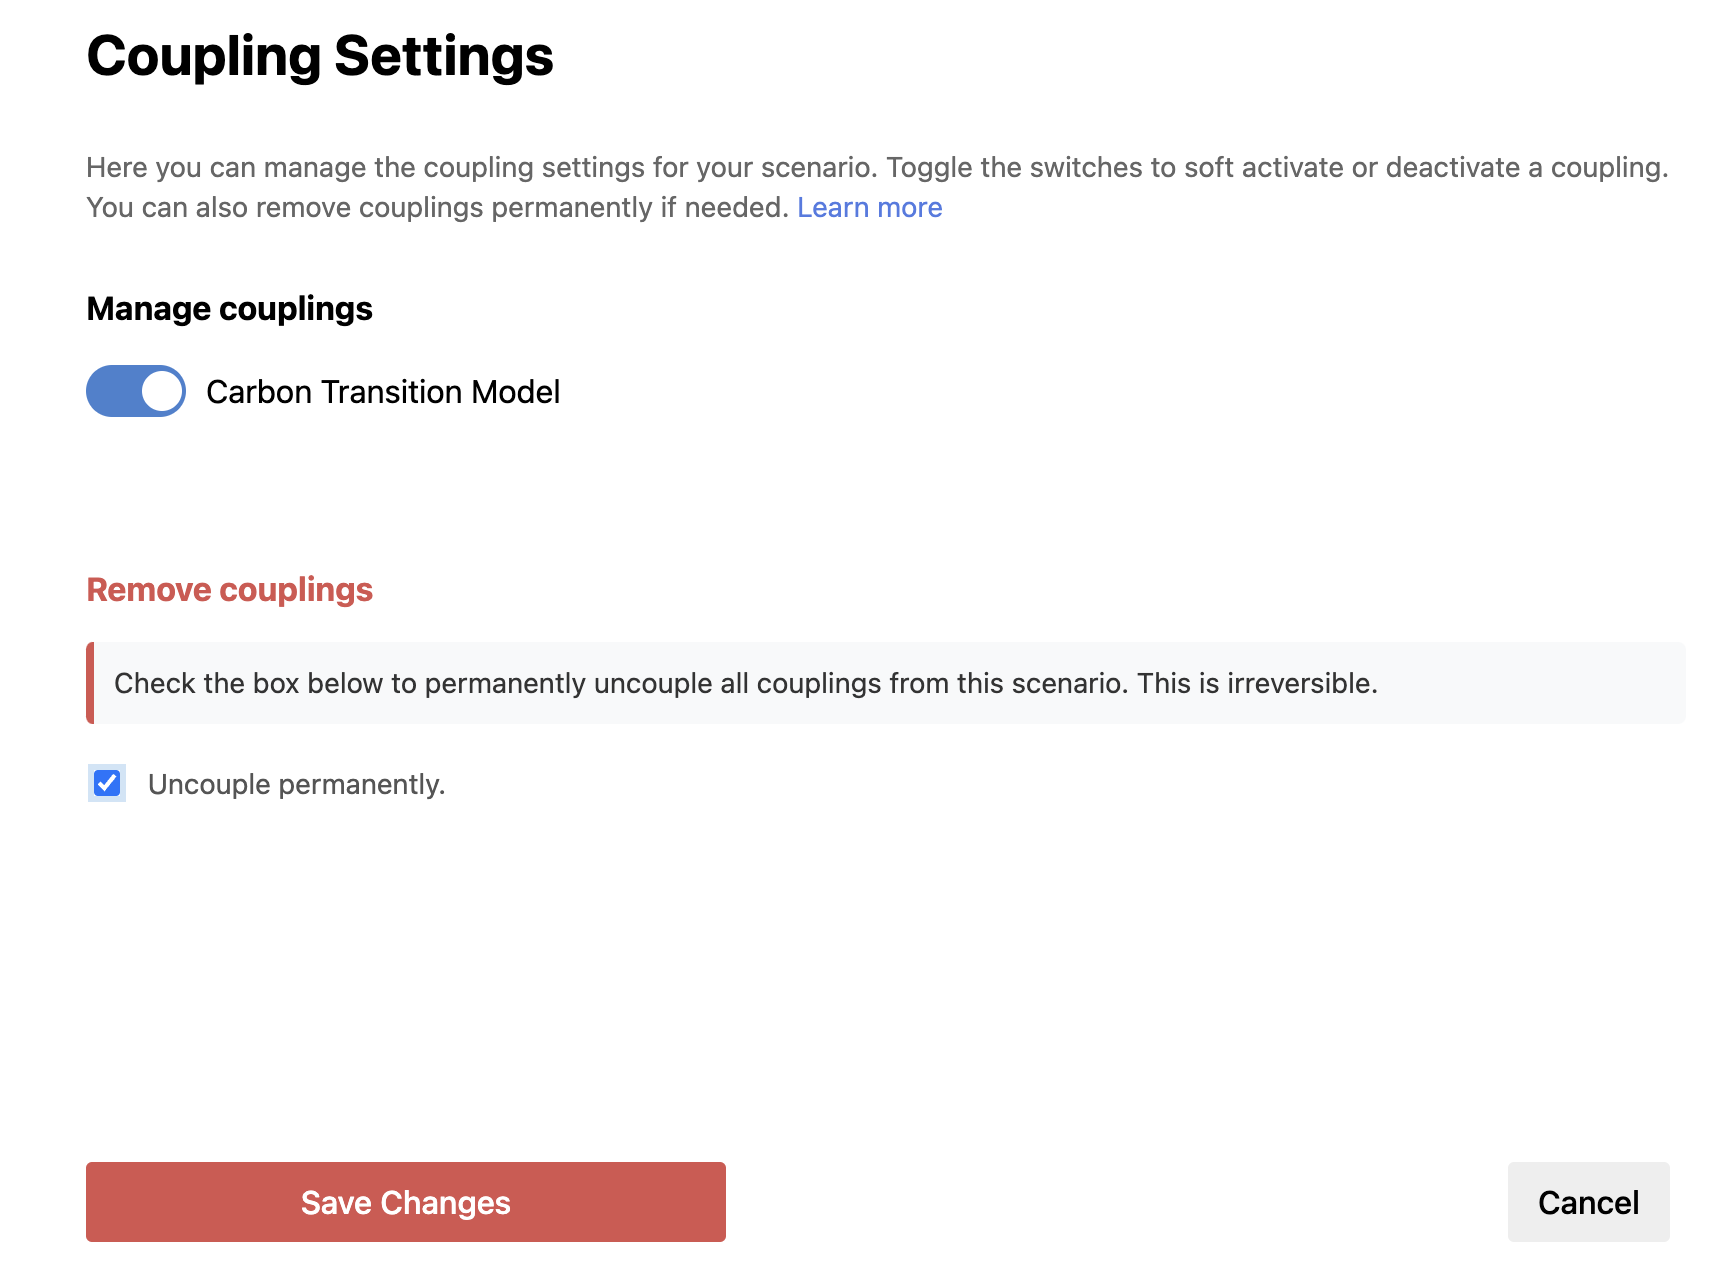 Coupling Settings
Here you can manage the coupling settings for your scenario. Toggle the switches to soft activate or deactivate a coupling.
You can also remove couplings permanently if needed. Learn more
Manage couplings
Carbon Transition Model
Remove couplings
Check the box below to permanently uncouple all couplings from this scenario. This is irreversible.
Uncouple permanently.
Save Changes
Cancel